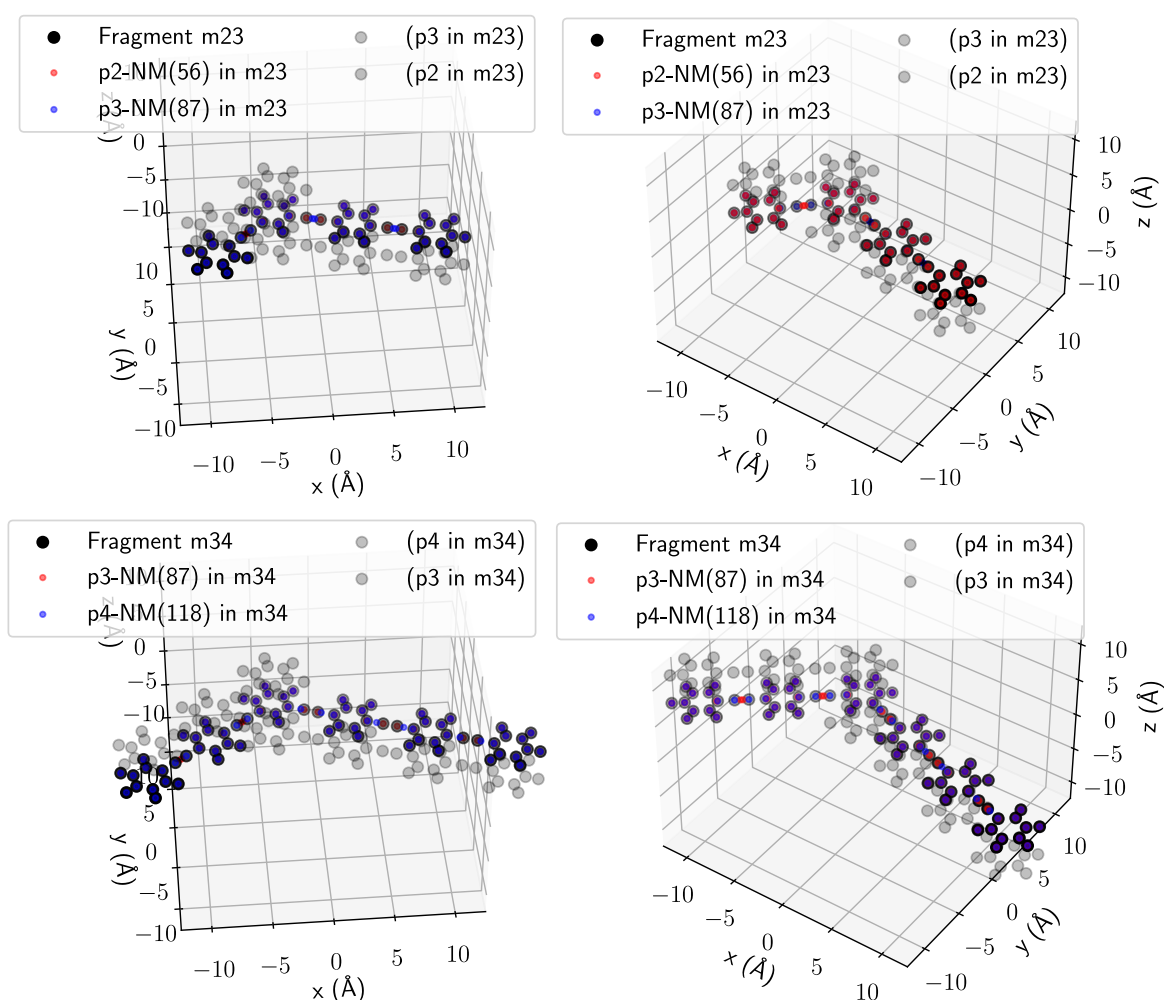 Fragment m23 (p3 in m23)
p2-NM(56) in m23 (p2 in m23)
p3-NM(87) in m23
z (Å)
0
−5
−10
10
5
0
−5
−10
y (Å)
−10 −5 0 5 10
x (Å)
Fragment m23 (p3 in m23)
p2-NM(56) in m23 (p2 in m23)
p3-NM(87) in m23
10
5
0
−5
−10
z (Å)
10
5
0
−5
−10
y (Å)
−10
−5
0
5
10
x (Å)
Fragment m34 (p4 in m34)
p3-NM(87) in m34 (p3 in m34)
p4-NM(118) in m34
z (Å)
0
−5
−10
10
5
0
−5
−10
y (Å)
−10 −5 0 5 10
x (Å)
Fragment m34 (p4 in m34)
p3-NM(87) in m34 (p3 in m34)
p4-NM(118) in m34
10
5
0
−5
−10
z (Å)
10
5
0
−5
−10
y (Å)
−10
−5
0
5
10
x (Å)